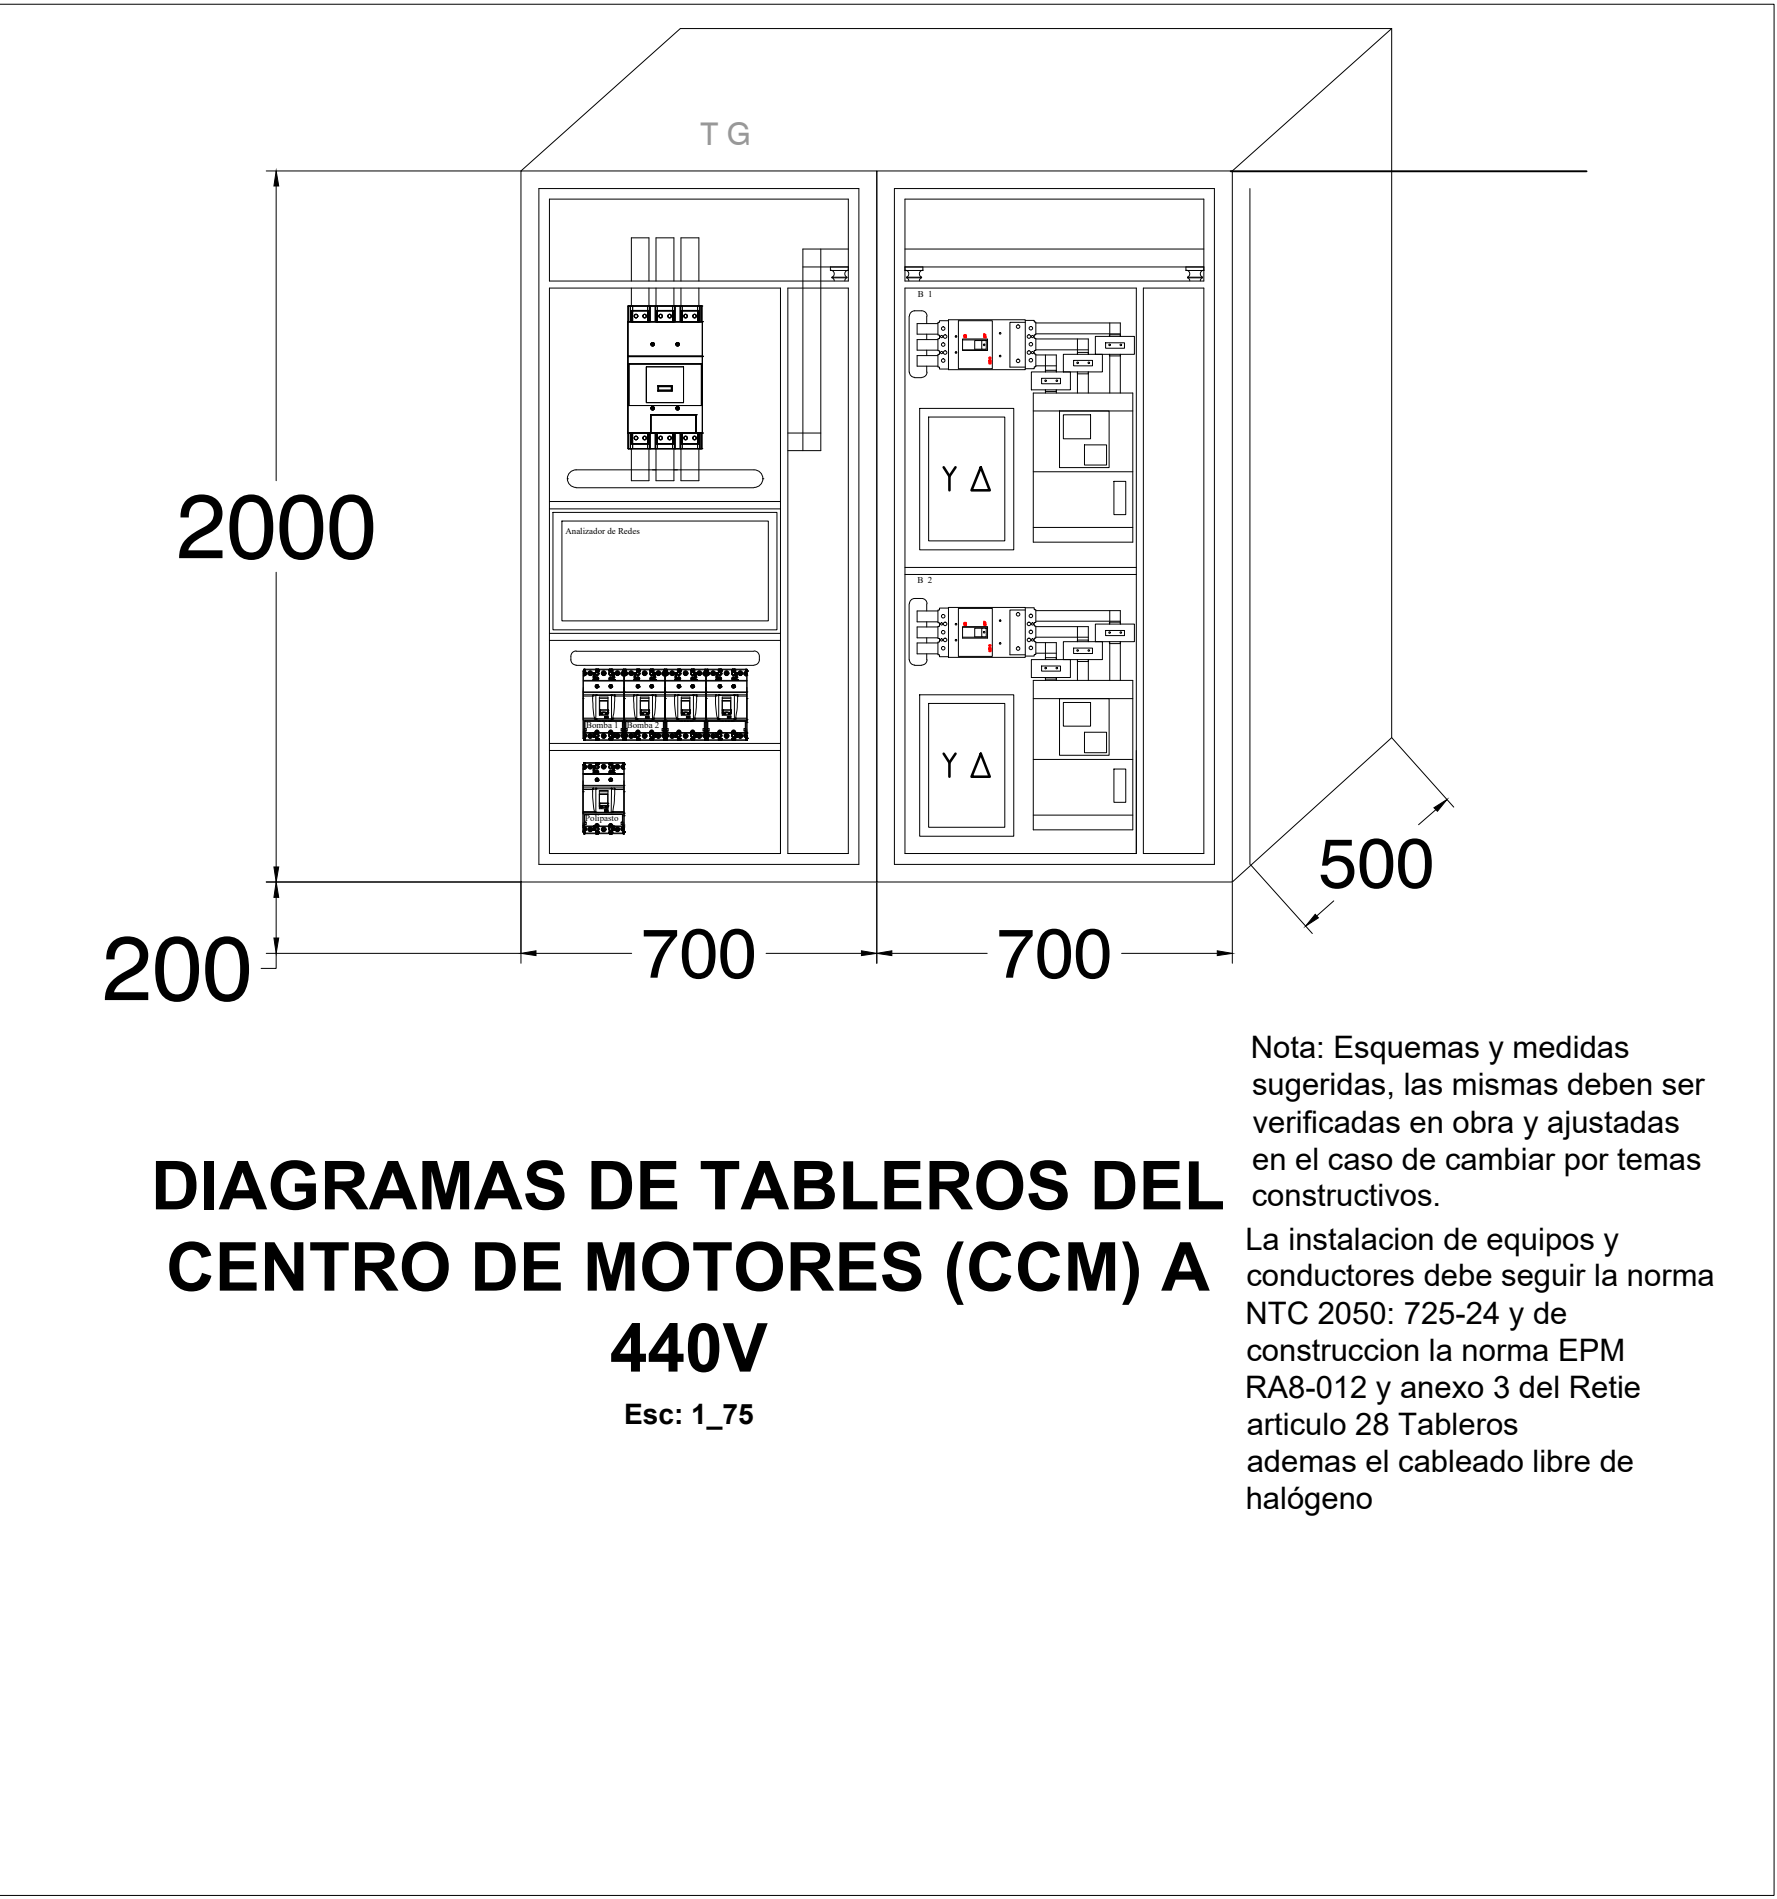 T G
B 1
Y Δ
2000
Analizador de Redes
B 2
Bomba 1
Bomba 2
Y Δ
Polipasto
500
200
700
700
Nota: Esquemas y medidas
sugeridas, las mismas deben ser
verificadas en obra y ajustadas
en el caso de cambiar por temas
constructivos.
DIAGRAMAS DE TABLEROS DEL
CENTRO DE MOTORES (CCM) A
440V
Esc: 1_75
La instalacion de equipos y
conductores debe seguir la norma
NTC 2050: 725-24 y de
construccion la norma EPM
RA8-012 y anexo 3 del Retie
articulo 28 Tableros
ademas el cableado libre de
halógeno